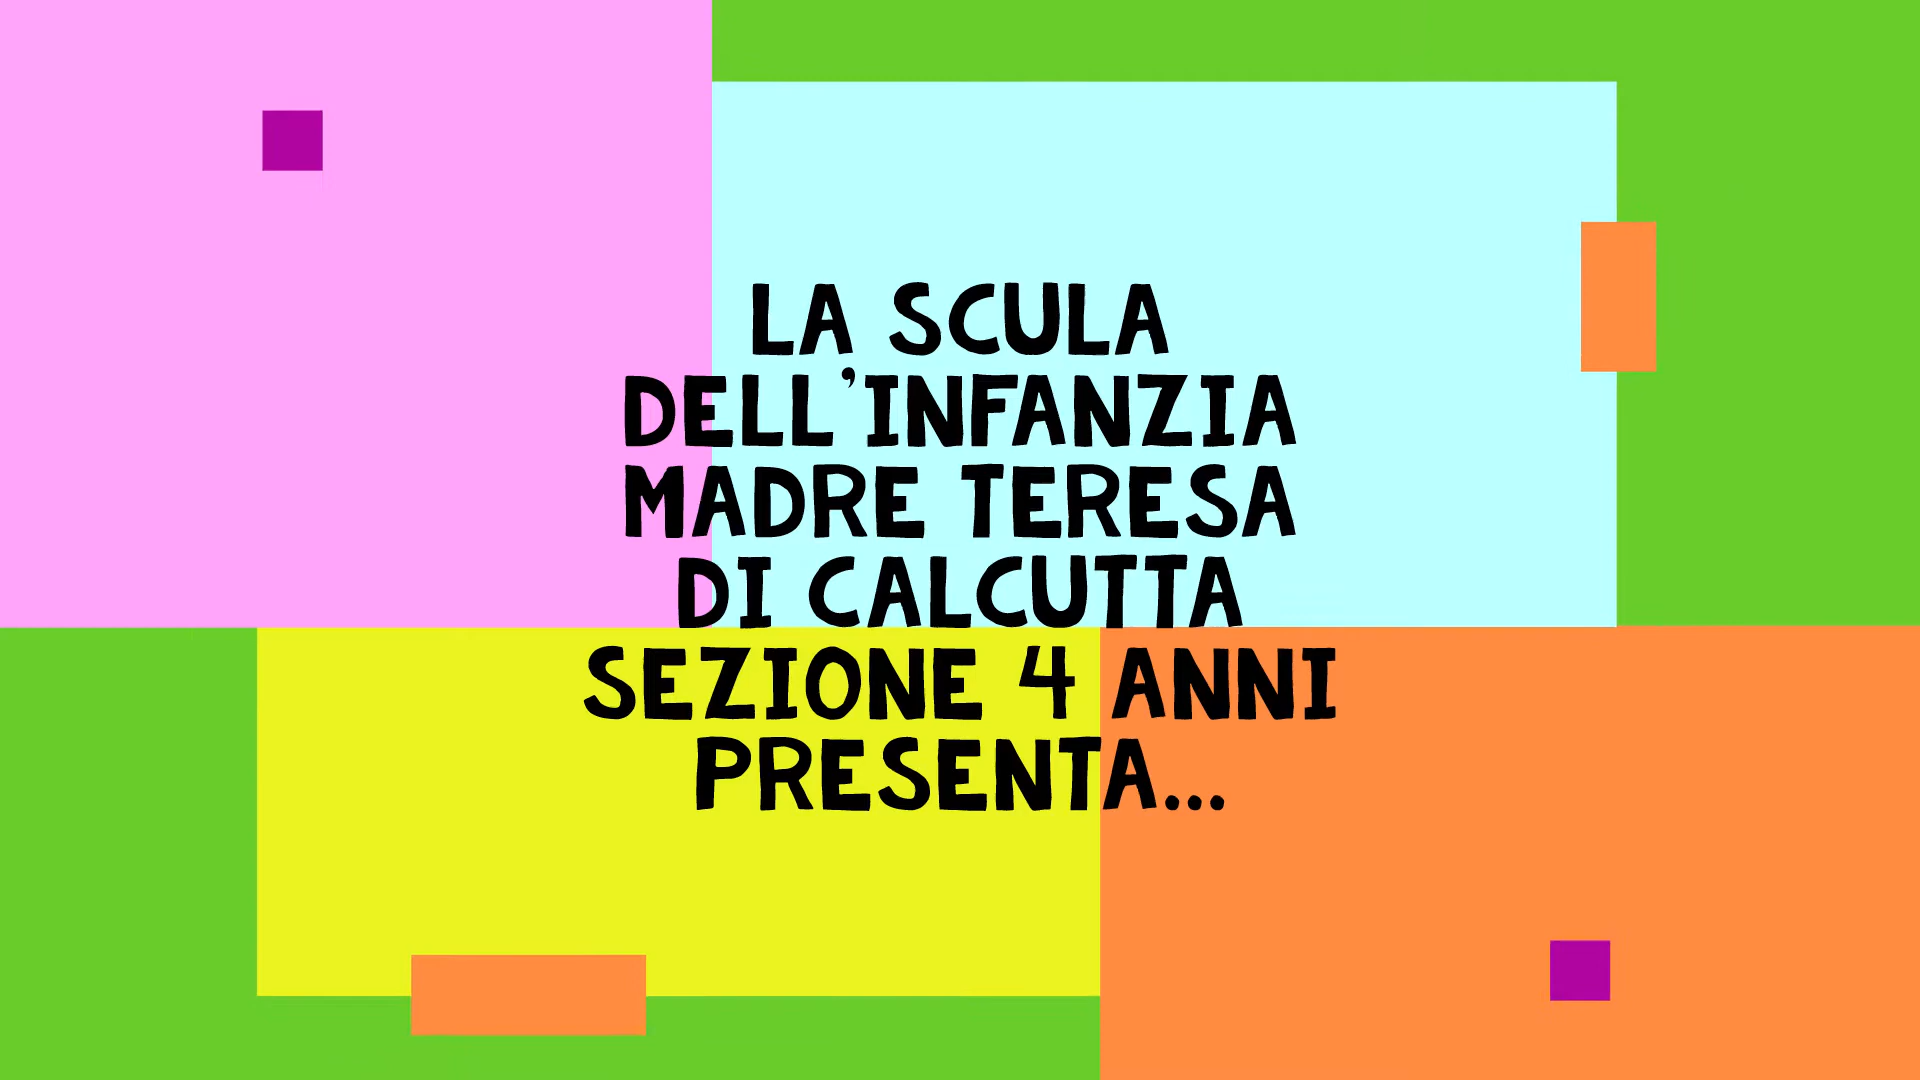 LA SCULA
DELL'INFANZIA
MADRE TERESA
DI CALCUTTA
SEZIONE 4 ANNI
PRESENTA...